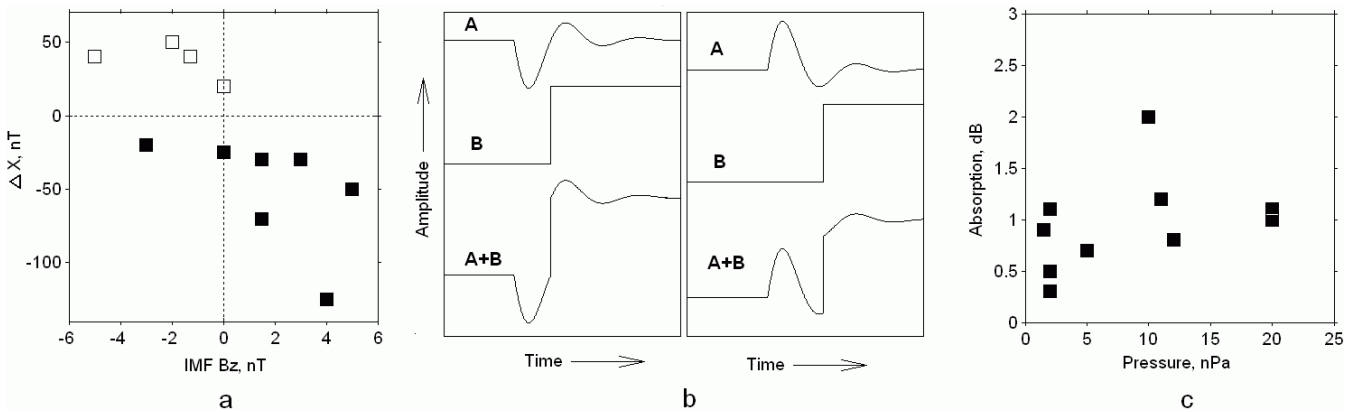 50
0
-50
-100
△ X, nT
-6 -4 -2 0 2 4 6
IMF Bz, nT
a
Amplitude
A
B
A+B
Time
A
B
A+B
Time
b
3
2.5
2
1.5
1
0.5
0
Absorption, dB
0 5 10 15 20 25
Pressure, nPa
c